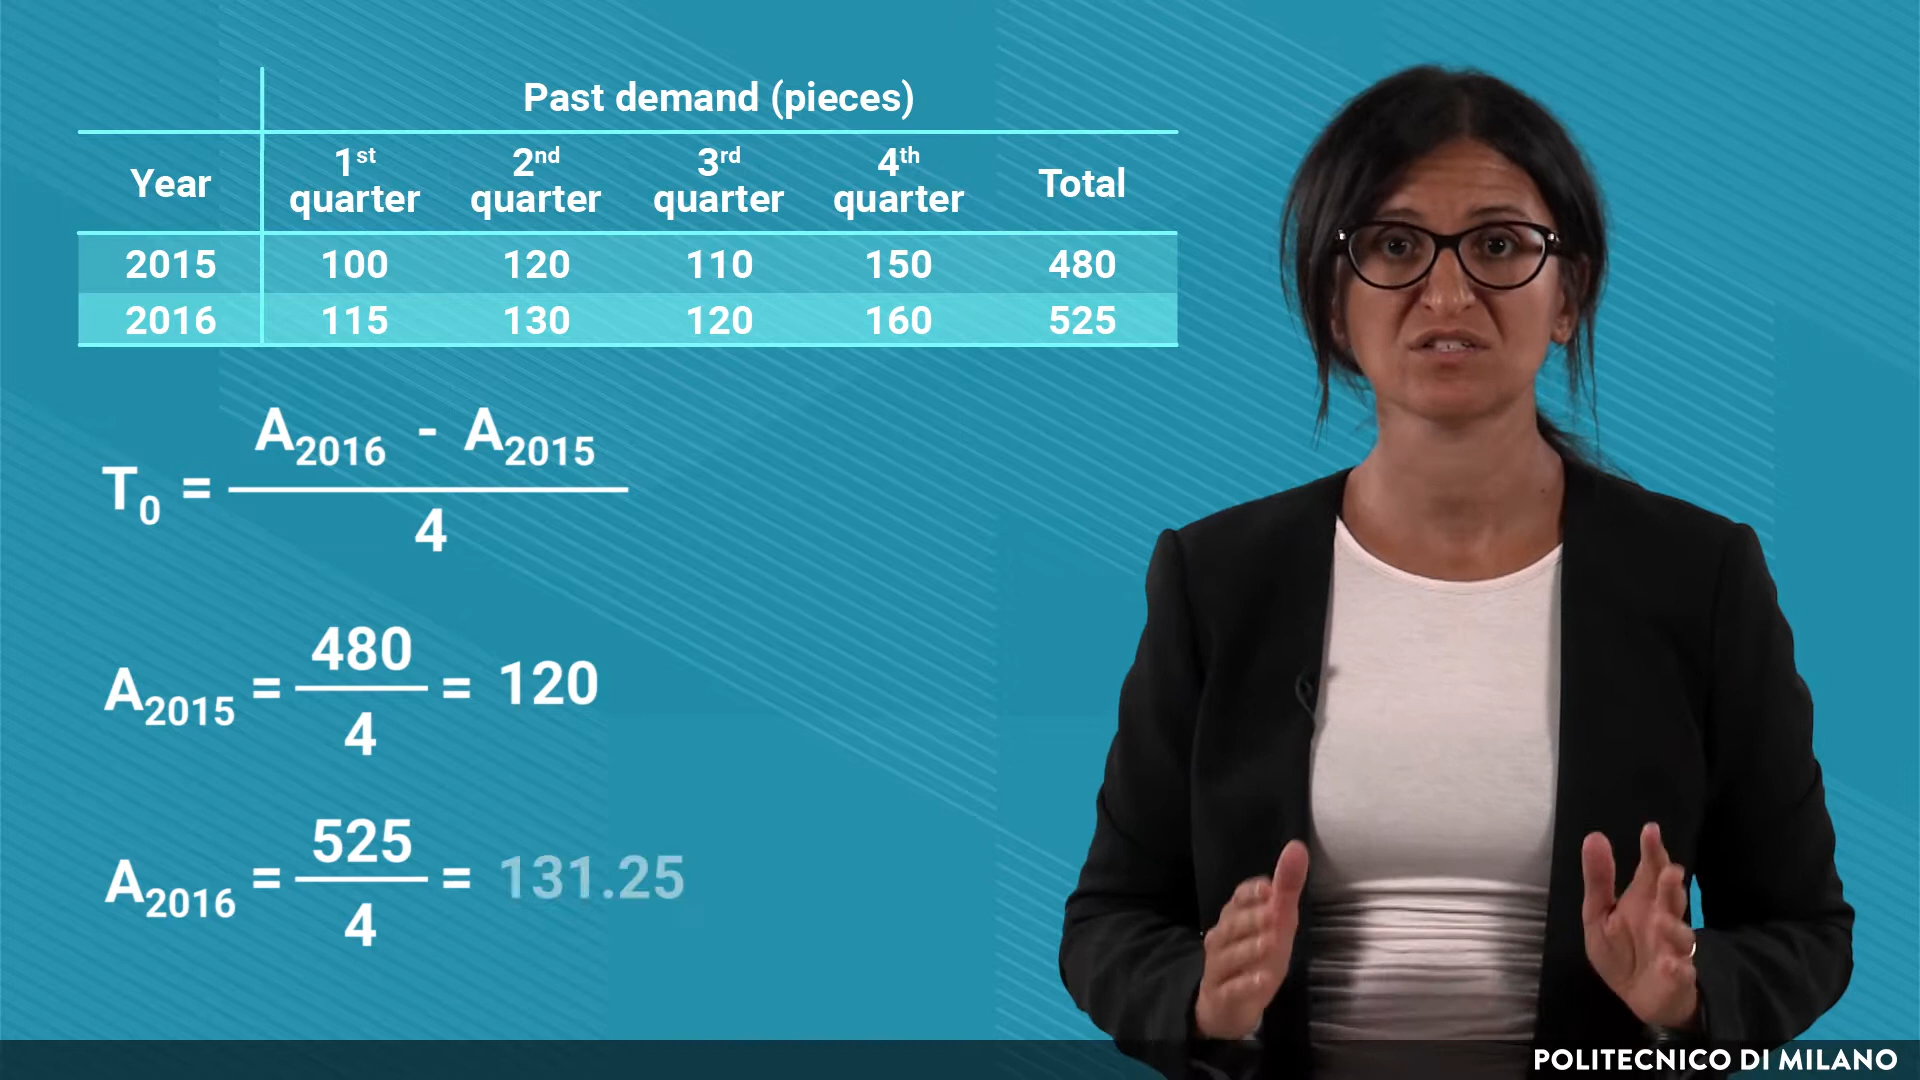 Past demand (pieces)
Year 1st quarter 2nd quarter 3rd quarter 4th quarter Total
2015 100 120 110 150 480
2016 115 130 120 160 525
T0 = (A2016 - A2015) / 4
A2015 = 480 / 4 = 120
A2016 = 525 / 4 = 131.25
POLITECNICO DI MILANO